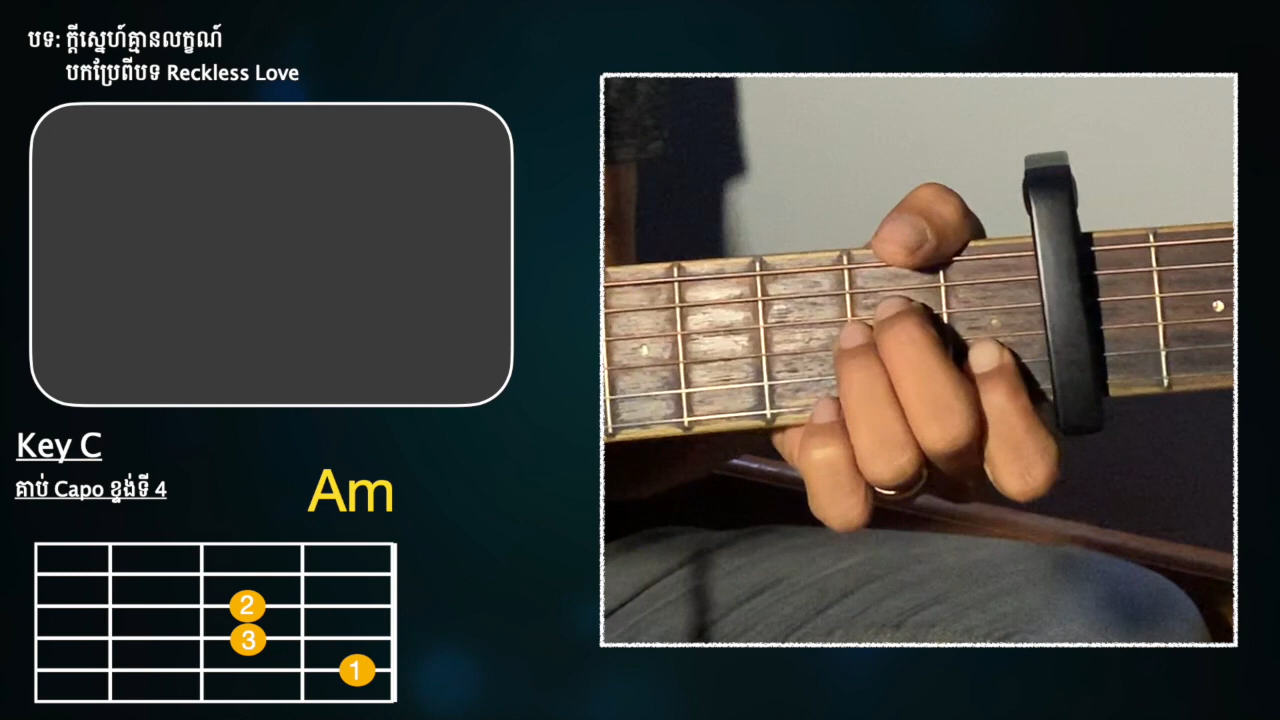 បទ: ក្ដីស្នេហ៍គ្មានលក្ខណ៍
បកប្រែពីបទ Reckless Love
Key C
គាប់ Capo ខ្ទង់ទី 4
Am
2
3
1